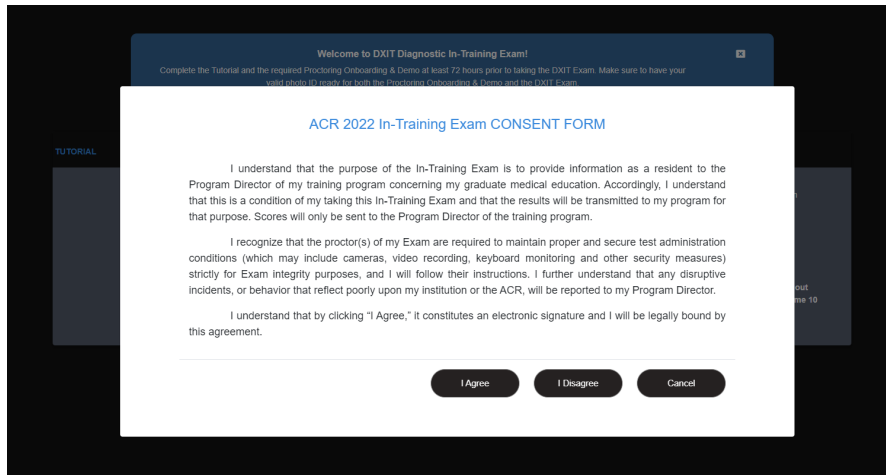 Welcome to DXIT Diagnostic In-Training Exam!
Complete the Tutorial and the required Proctoring Onboarding & Demo at least 72 hours prior to taking the DXIT Exam. Make sure to have your
valid photo ID ready for both the Proctoring Onboarding & Demo and the DXIT Exam.
ACR 2022 In-Training Exam CONSENT FORM
TUTORIAL
I understand that the purpose of the In-Training Exam is to provide information as a resident to the
Program Director of my training program concerning my graduate medical education. Accordingly, I understand
that this is a condition of my taking this In-Training Exam and that the results will be transmitted to my program for
that purpose. Scores will only be sent to the Program Director of the training program.
I recognize that the proctor(s) of my Exam are required to maintain proper and secure test administration
conditions (which may include cameras, video recording, keyboard monitoring and other security measures)
strictly for Exam integrity purposes, and I will follow their instructions. I further understand that any disruptive
incidents, or behavior that reflect poorly upon my institution or the ACR, will be reported to my Program Director.
out
me 10
I understand that by clicking “I Agree,” it constitutes an electronic signature and I will be legally bound by
this agreement.
I Agree
I Disagree
Cancel